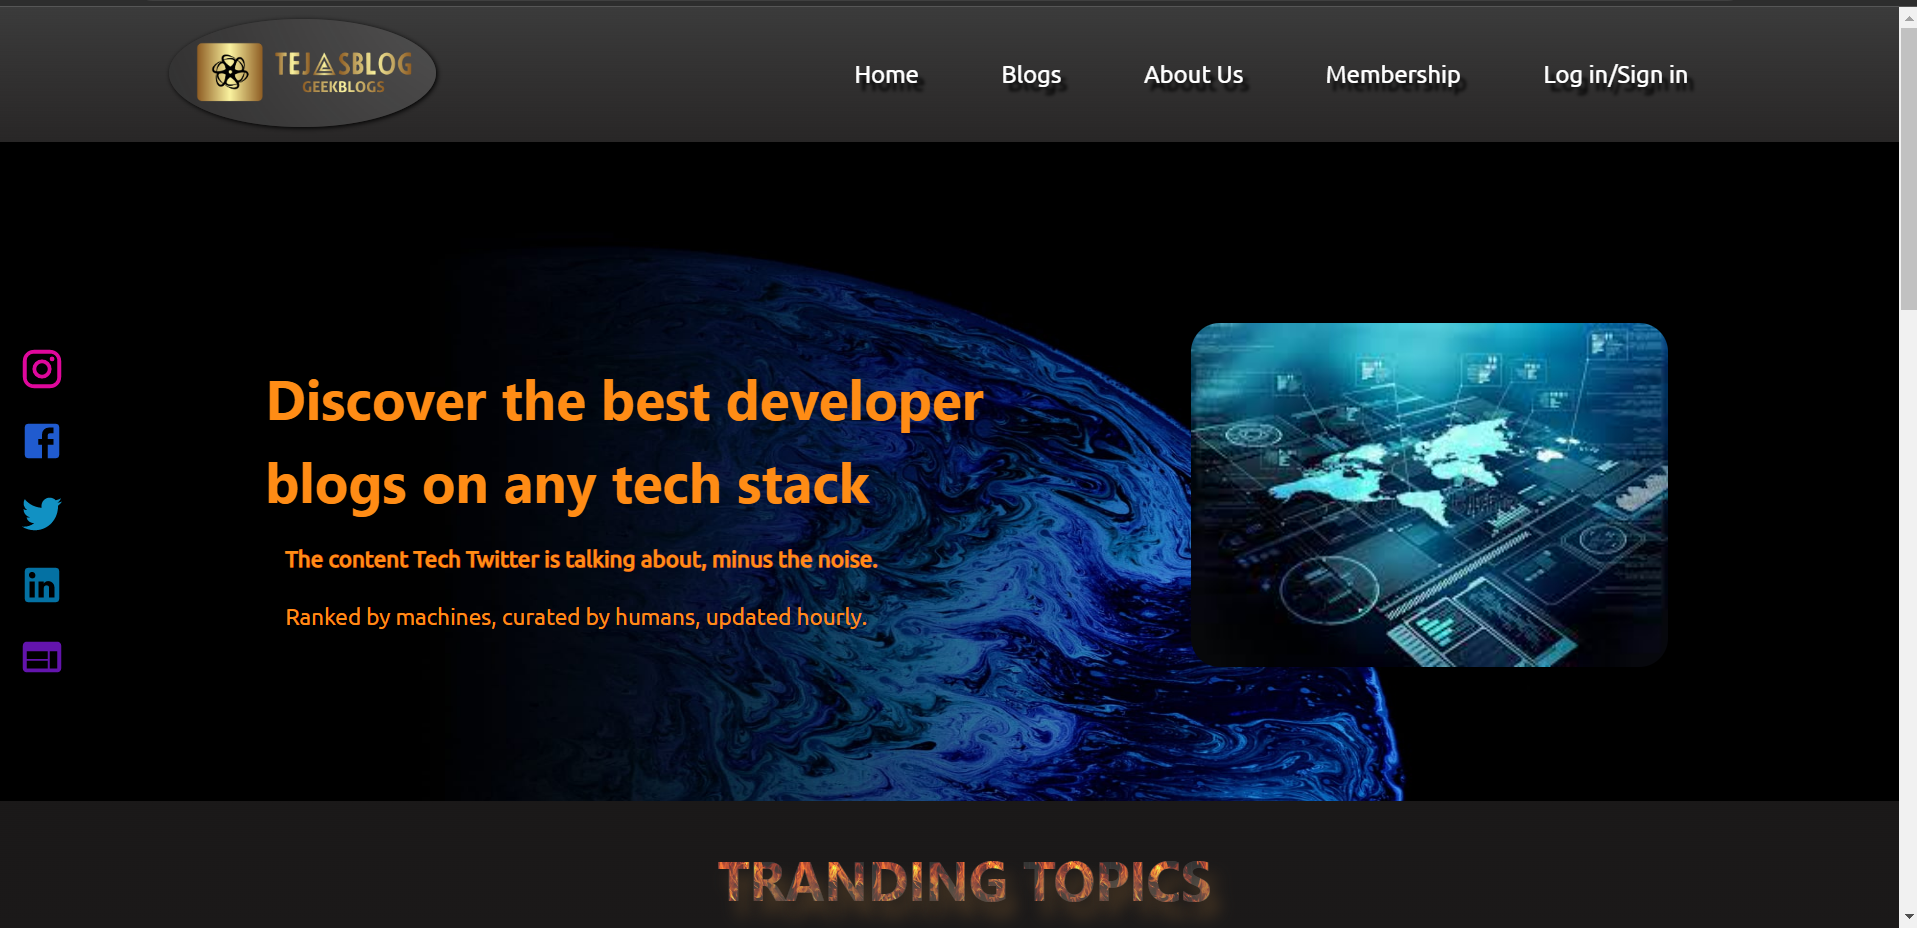 TEJASBLOG
GEEKBLOGS
Home
Blogs
About Us
Membership
Log in/Sign in
Discover the best developer
blogs on any tech stack
The content Tech Twitter is talking about, minus the noise.
Ranked by machines, curated by humans, updated hourly.
TRANDING TOPICS